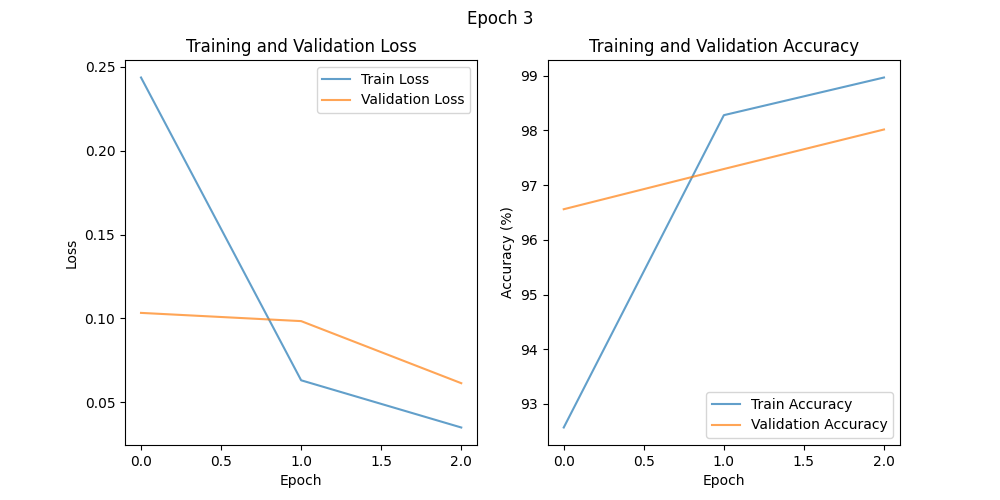 Epoch 3
Training and Validation Loss
0.25
0.20
0.15
0.10
0.05
Loss
Train Loss
Validation Loss
0.0 0.5 1.0 1.5 2.0
Epoch
Training and Validation Accuracy
99
98
97
96
95
94
93
Accuracy (%)
Train Accuracy
Validation Accuracy
0.0 0.5 1.0 1.5 2.0
Epoch